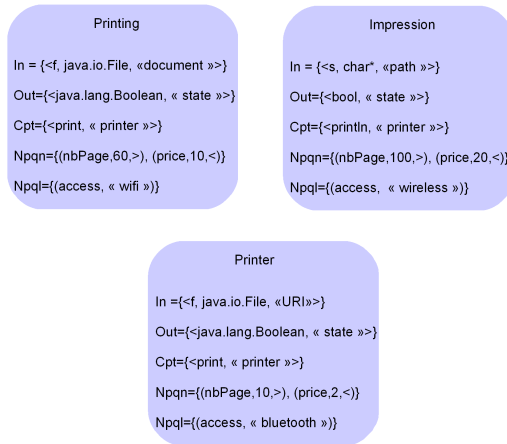 Printing
In = {<f, java.io.File, «document »>}
Out={<java.lang.Boolean, « state »>}
Cpt={<print, « printer »>}
Npqn={(nbPage,60,>), (price,10,<)}
Npql={(access, « wifi »)}
Impression
In = {<s, char*, «path »>}
Out={<bool, « state »>}
Cpt={<println, « printer »>}
Npqn={(nbPage,100,>), (price,20,<)}
Npql={(access,  « wireless »)}
Printer
In ={<f, java.io.File, «URI»>}
Out={<java.lang.Boolean, « state »>}
Cpt={<print, « printer »>}
Npqn={(nbPage,10,>), (price,2,<)}
Npql={(access, « bluetooth »)}